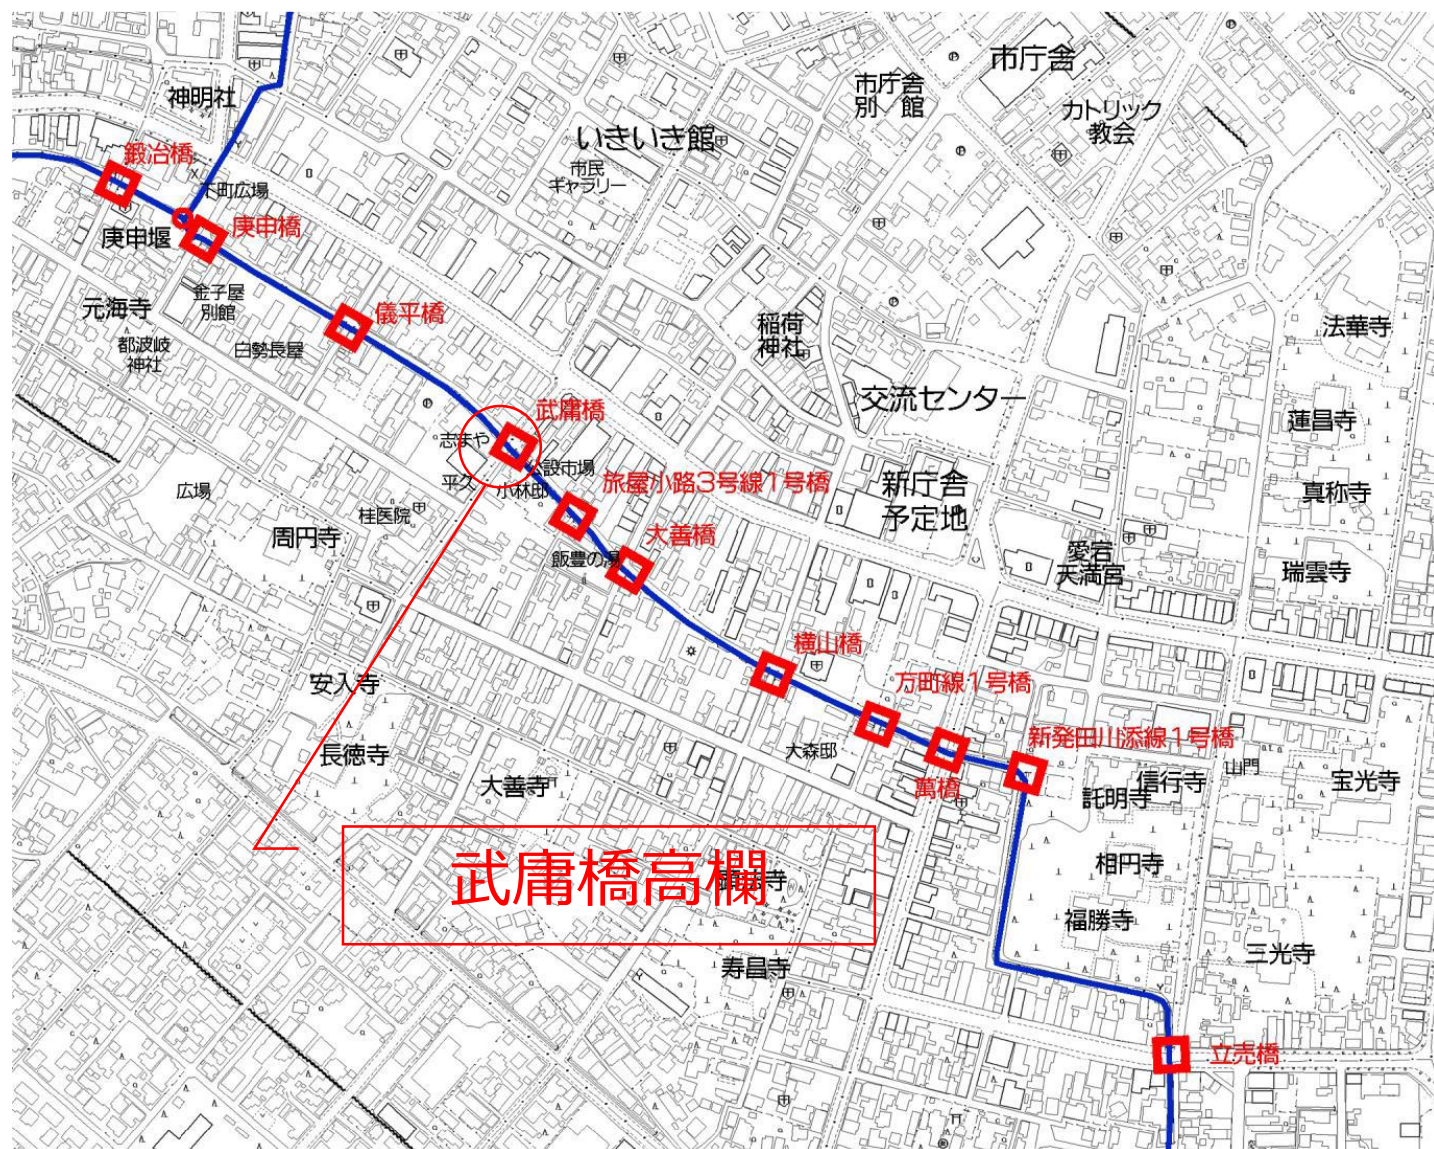 市庁舎
市庁舎
別館
神明社
カトリック
教会
いきいき館
市民
ギャラリー
鍛冶橋
下町広場
庚申橋
庚申堰
金子屋
別館
元海寺
儀平橋
稲荷
神社
法華寺
都波岐
神社
白勢長屋
交流センター
武庸橋
蓮昌寺
志まや
公設市場
平久
小林邸
旅屋小路3号線1号橋
新庁舎
予定地
真称寺
広場
桂医院
周円寺
大善橋
飯豊の湯
愛宕
天満宮
瑞雲寺
横山橋
安入寺
万町線1号橋
長徳寺
大森邸
新発田川添線1号橋
山門
信行寺
宝光寺
大善寺
萬橋
託明寺
相円寺
武庸橋高欄
福勝寺
三光寺
寿昌寺
立売橋